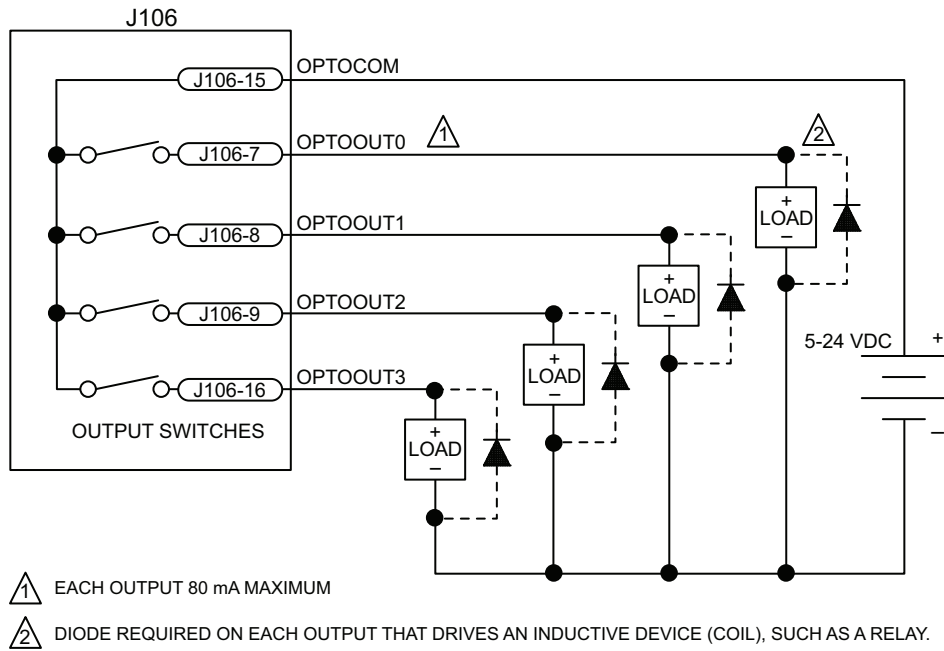 J106
J106-15 OPTOCOM
J106-7 OPTOOUT0 1 2
+
LOAD
–
J106-8 OPTOOUT1
+
LOAD
–
J106-9 OPTOOUT2
+
LOAD
–
5-24 VDC +
–
J106-16 OPTOOUT3
+
LOAD
–
OUTPUT SWITCHES
1 EACH OUTPUT 80 mA MAXIMUM
2 DIODE REQUIRED ON EACH OUTPUT THAT DRIVES AN INDUCTIVE DEVICE (COIL), SUCH AS A RELAY.